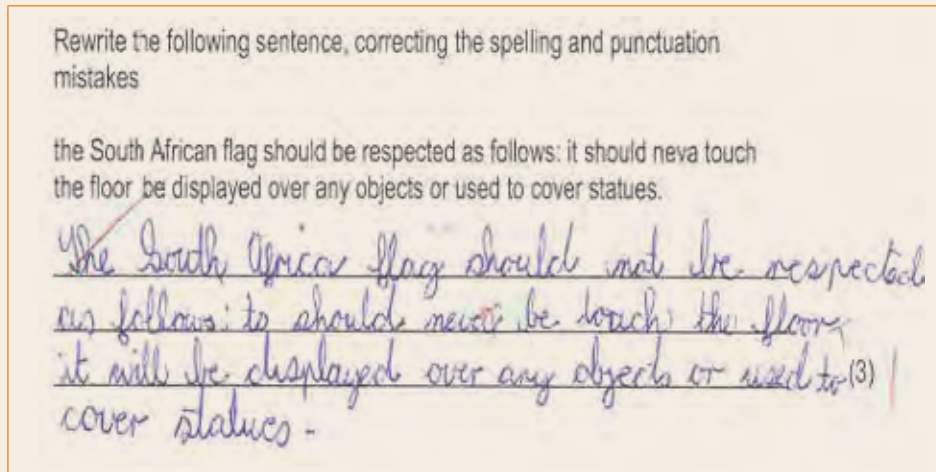 Rewrite the following sentence, correcting the spelling and punctuation
mistakes
the South African flag should be respected as follows: it should neva touch
the floor be displayed over any objects or used to cover statues.
The South Africa flag should not be respected
as follows: to should never be touch the floor,
it will be displayed over any objects or used to (3)
cover statues.